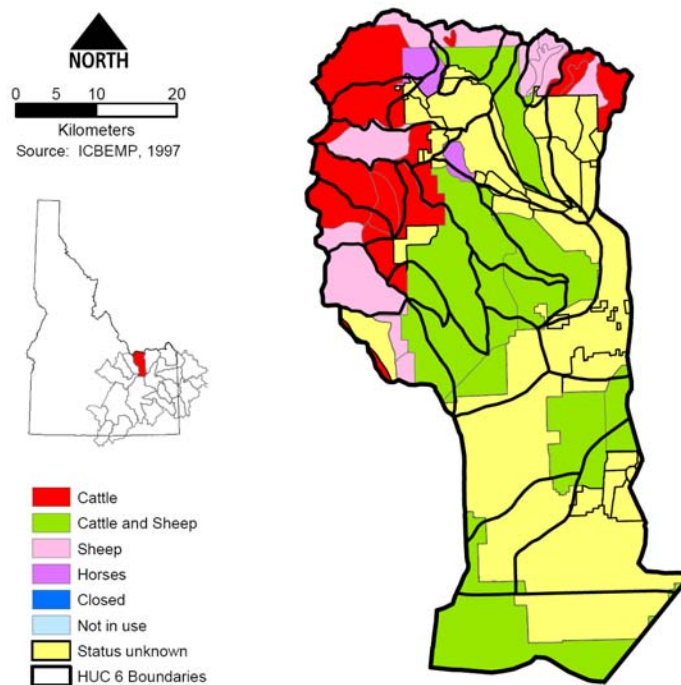 NORTH
0 10 20
Kilometers
Source: ICBEMP, 1997
Cattle
Cattle and Sheep
Sheep
Horses
Closed
Not in use
Status unknown
HUC 6 Boundaries